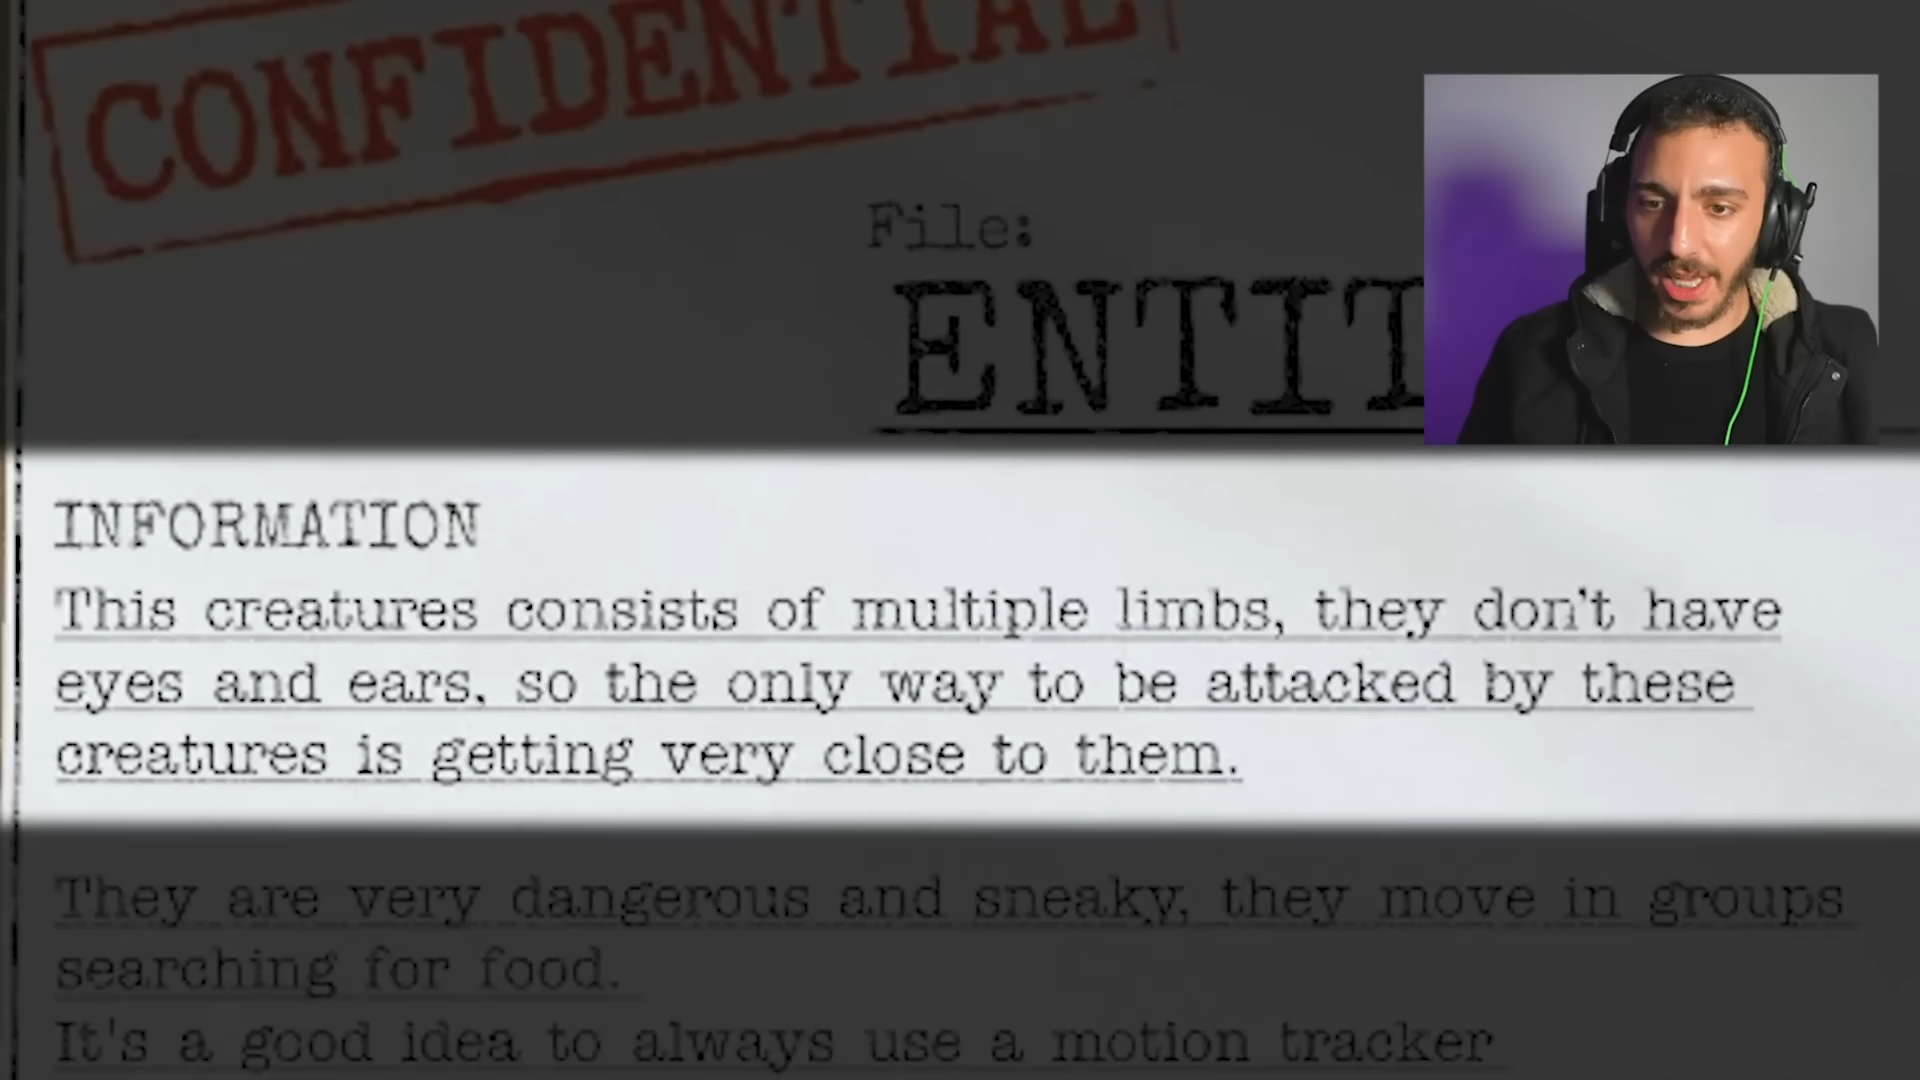 CONFIDENTIAL
File:
INFORMATION
This creatures consists of multiple limbs, they don't have
eyes and ears, so the only way to be attacked by these
creatures is getting very close to them.
They are very dangerous and sneaky, they move in groups
searching for food.
It's a good idea to always use a motion tracker